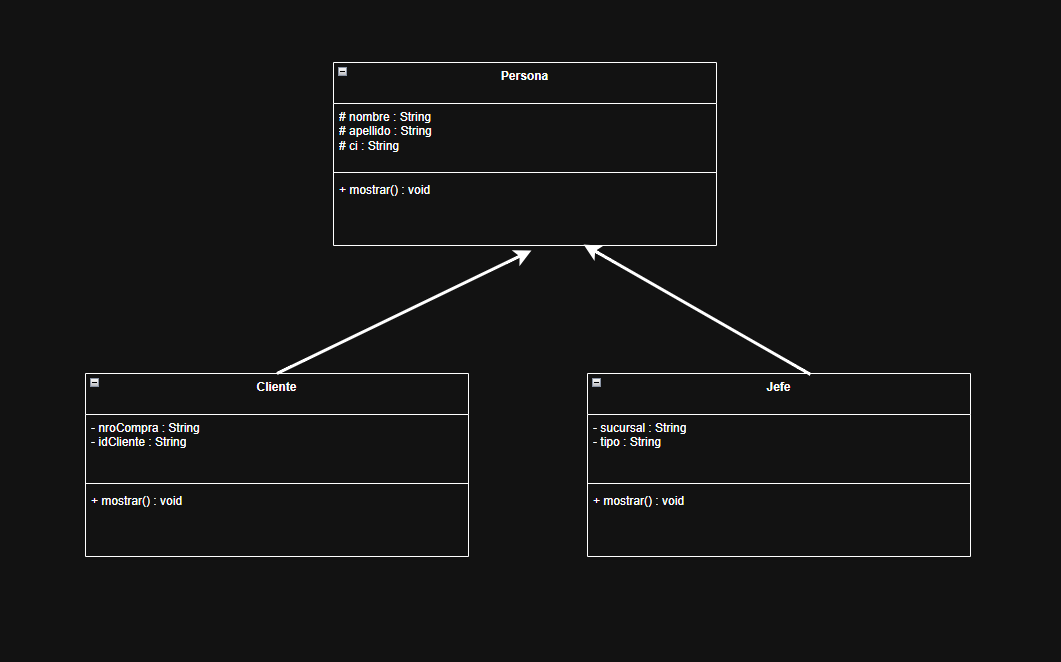 Persona
# nombre : String
# apellido : String
# ci : String
+ mostrar() : void
Cliente
- nroCompra : String
- idCliente : String
+ mostrar() : void
Jefe
- sucursal : String
- tipo : String
+ mostrar() : void